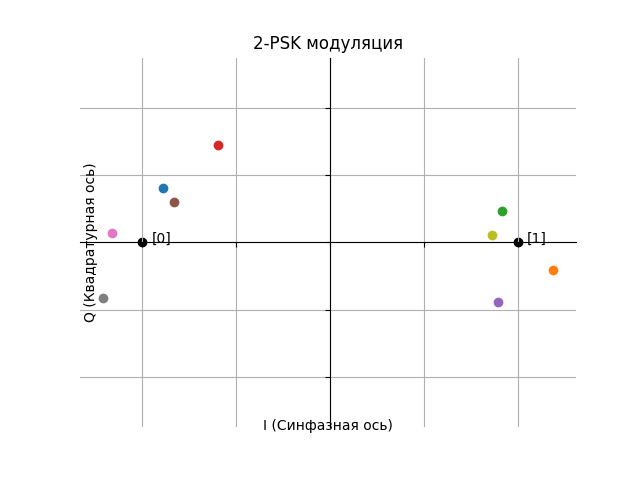 2-PSK модуляция
Q (Квадратурная ось)
[0]
[1]
I (Синфазная ось)